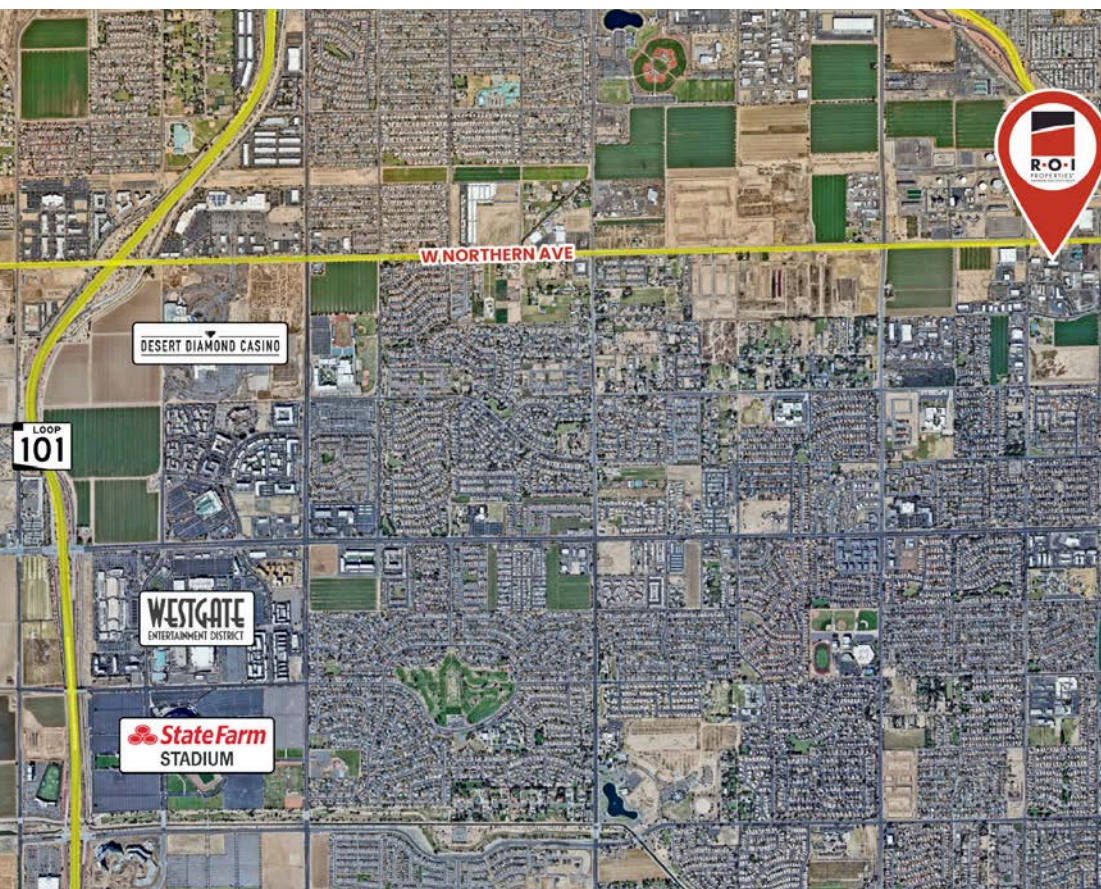 R·O·I
PROPERTIES
W NORTHERN AVE
DESERT DIAMOND CASINO
LOOP
101
WESTGATE
ENTERTAINMENT DISTRICT
State Farm
STADIUM